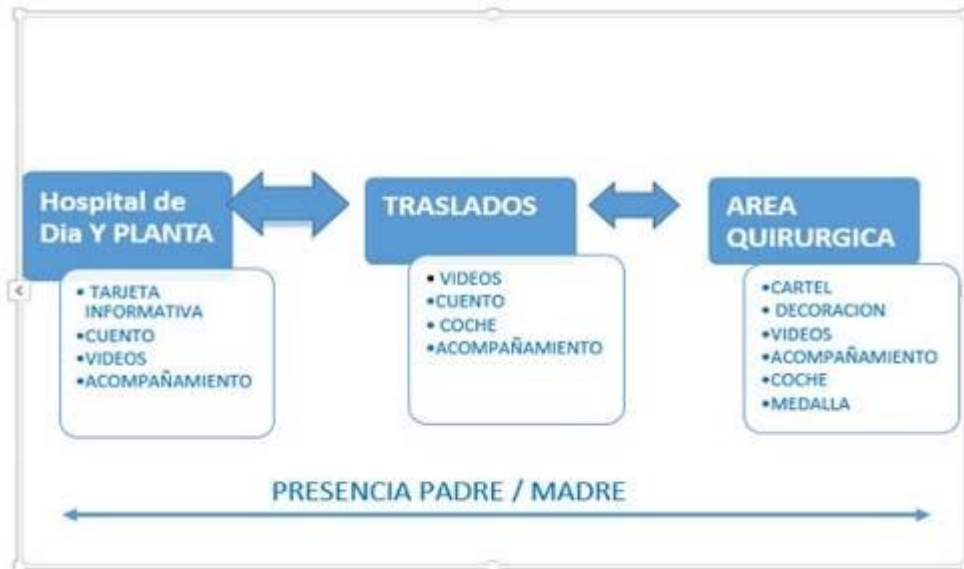 Hospital de
Dia Y PLANTA
• TARJETA
INFORMATIVA
•CUENTO
•VIDEOS
•ACOMPAÑAMIENTO
TRASLADOS
• VIDEOS
•CUENTO
• COCHE
•ACOMPAÑAMIENTO
AREA
QUIRURGICA
•CARTEL
• DECORACION
•VIDEOS
•ACOMPAÑAMIENTO
•COCHE
•MEDALLA
PRESENCIA PADRE / MADRE